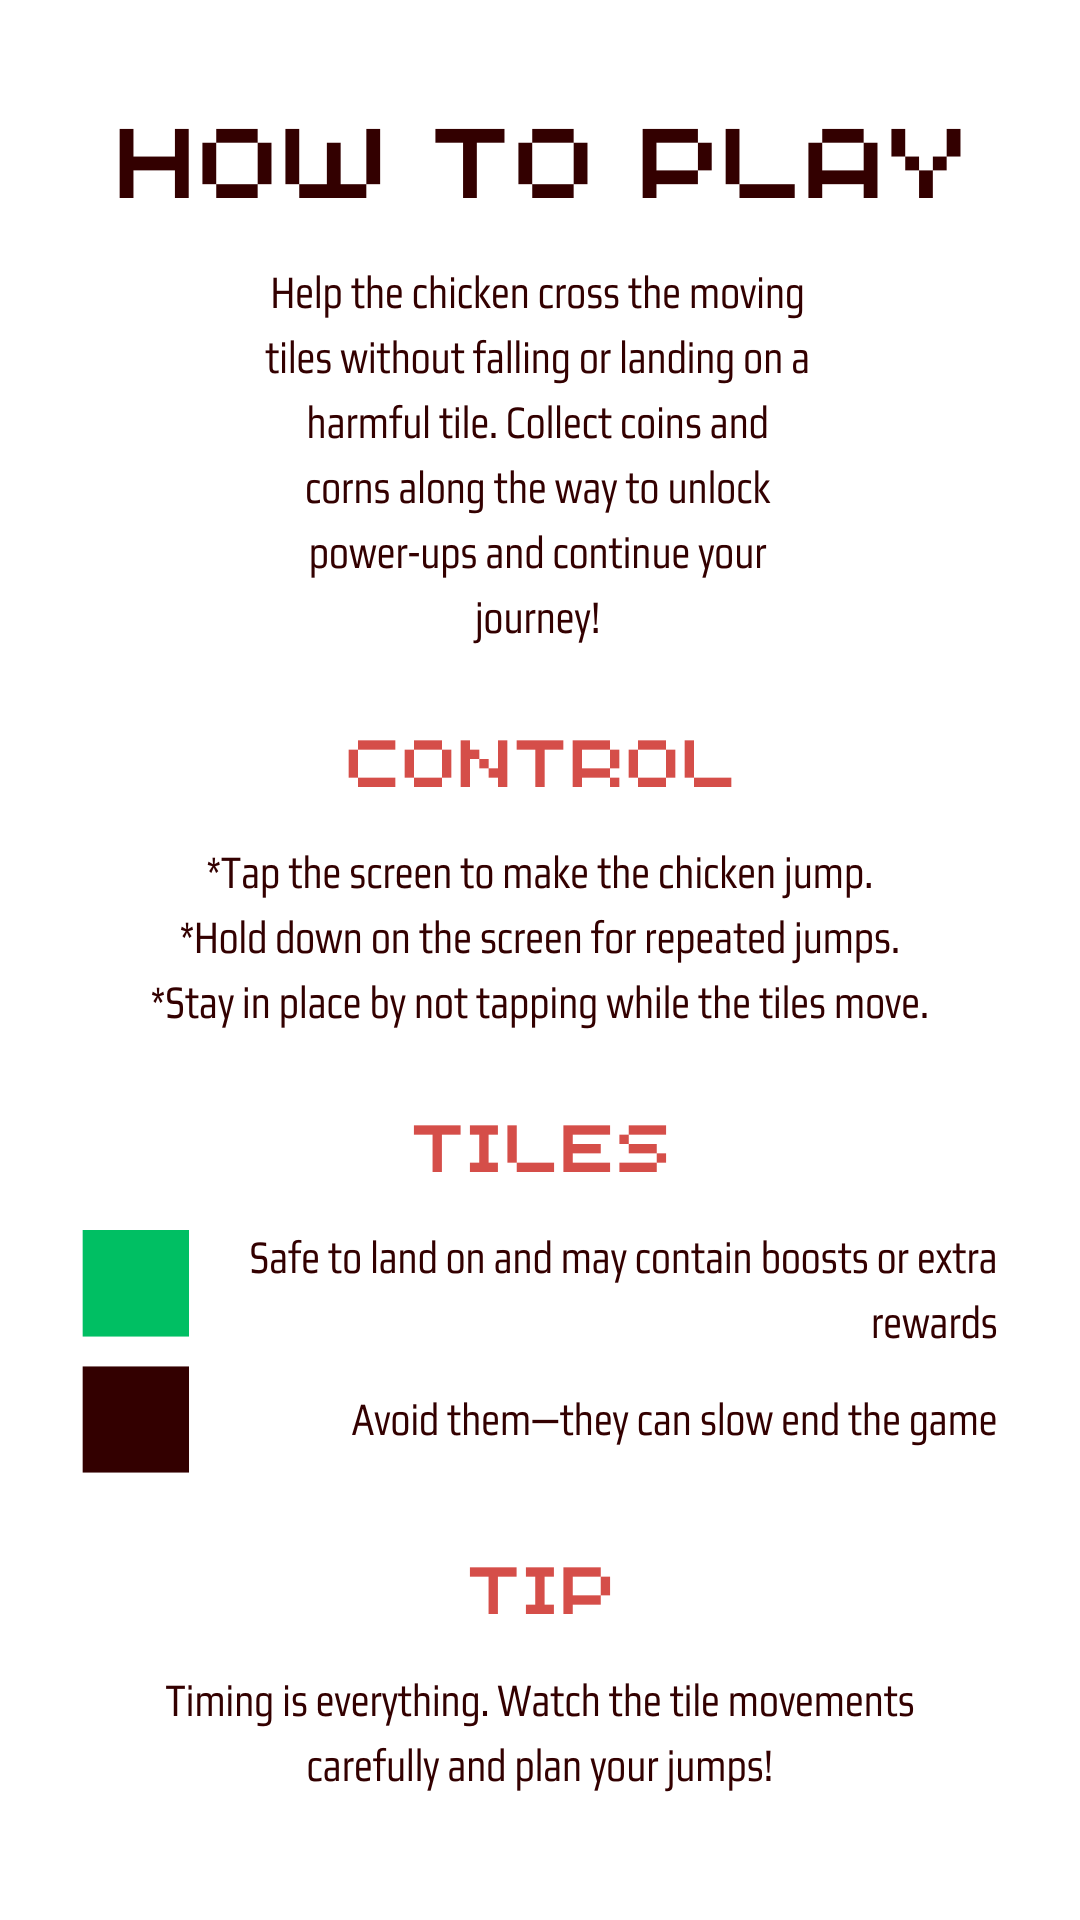 HOW TO PLAY
Help the chicken cross the moving
tiles without falling or landing on a
harmful tile. Collect coins and
corns along the way to unlock
power-ups and continue your
journey!
CONTROL
*Tap the screen to make the chicken jump.
*Hold down on the screen for repeated jumps.
*Stay in place by not tapping while the tiles move.
TILES
Safe to land on and may contain boosts or extra
rewards
Avoid them—they can slow end the game
TIP
Timing is everything. Watch the tile movements
carefully and plan your jumps!